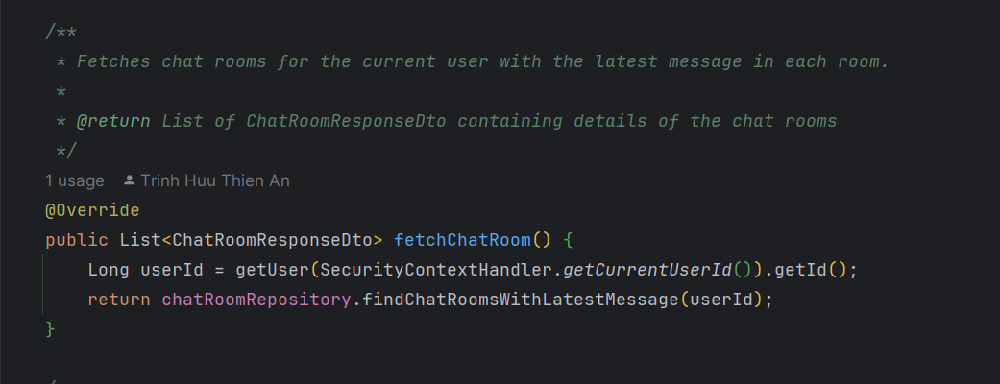 /**
* Fetches chat rooms for the current user with the latest message in each room.
*
* @return List of ChatRoomResponseDto containing details of the chat rooms
*/
1 usage Trinh Huu Thien An
@Override
public List<ChatRoomResponseDto> fetchChatRoom() {
Long userId = getUser(SecurityContextHandler.getCurrentUserId()).getId();
return chatRoomRepository.findChatRoomsWithLatestMessage(userId);
}